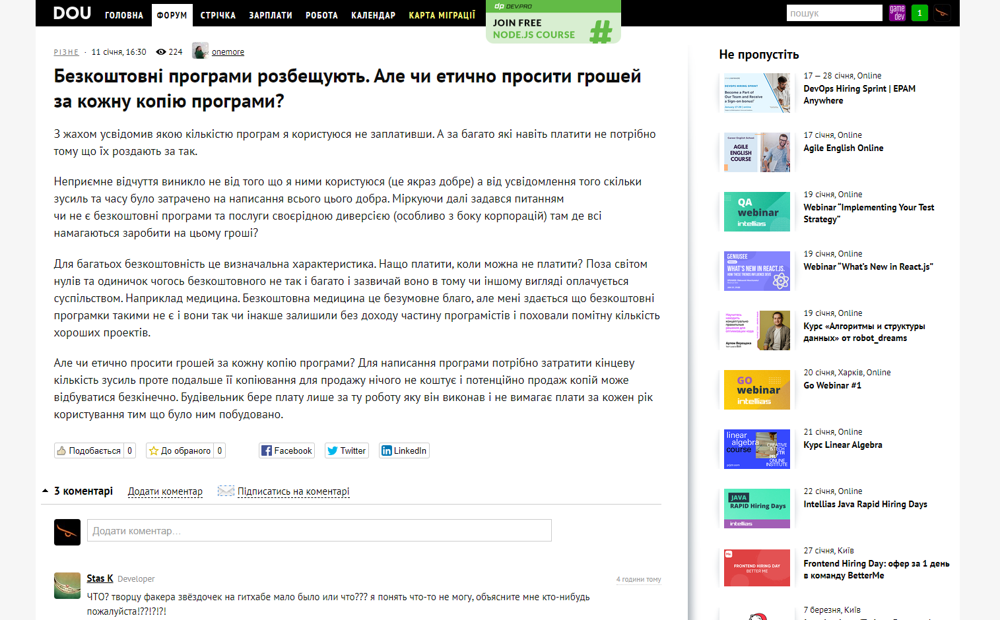 DOU ГОЛОВНА ФОРУМ СТРІЧКА ЗАРПЛАТИ РОБОТА КАЛЕНДАР КАРТА МІГРАЦІЇ
dp DEV.PRO
JOIN FREE
NODE.JS COURSE #
пошук
game
dev
1
РІЗНЕ · 11 січня, 16:30 224 onemore
Безкоштовні програми розбещують. Але чи етично просити грошей
за кожну копію програми?
З жахом усвідомив якою кількістю програм я користуюся не заплативши. А за багато які навіть платити не потрібно
тому що їх роздають за так.
Неприємне відчуття виникло не від того що я ними користуюся (це якраз добре) а від усвідомлення того скільки
зусиль та часу було затрачено на написання всього цього добра. Міркуючи далі задався питанням
чи не є безкоштовні програми та послуги своєрідною диверсією (особливо з боку корпорацій) там де всі
намагаються заробити на цьому гроші?
Для багатьох безкоштовність це визначальна характеристика. Нащо платити, коли можна не платити? Поза світом
нулів та одиничок чогось безкоштовного не так і багато і зазвичай воно в тому чи іншому вигляді оплачується
суспільством. Наприклад медицина. Безкоштовна медицина це безумовне благо, але мені здається що безкоштовні
програмки такими не є і вони так чи інакше залишили без доходу частину програмістів і поховали помітну кількість
хороших проектів.
Але чи етично просити грошей за кожну копію програми? Для написання програми потрібно затратити кінцеву
кількість зусиль проте подальше її копіювання для продажу нічого не коштує і потенційно продаж копій може
відбуватися безкінечно. Будівельник бере плату лише за ту роботу яку він виконав і не вимагає плати за кожен рік
користування тим що було ним побудовано.
Подобається 0 До обраного 0 Facebook Twitter LinkedIn
3 коментарі Додати коментар Підписатись на коментарі
Додати коментар...
Stas K Developer 4 години тому
ЧТО? творцу факера звёздочек на гитхабе мало было или что??? я понять что-то не могу, объясните мне кто-нибудь
пожалуйста!??!?!?!
Не пропустіть
DEVOPS HIRING SPRINT
Become a Part of
Our Team and Receive
a Sign-on bonus!
January 17-28 | online
17 — 28 січня, Online
DevOps Hiring Sprint | EPAM
Anywhere
Career English School
AGILE
ENGLISH
COURSE
17 січня, Online
Agile English Online
QA
webinar
intellias
19 січня, Online
Webinar “Implementing Your Test
Strategy”
GENIUSEE
WHAT'S NEW IN REACT.JS.
HOW THESE TRENDS INFLUENCE DEVS
19 січня, Online
Webinar “What’s New in React.js”
Научитесь
находить
концептуально
правильные
решения для
оптимизации кода
Артем Верещака
19 січня, Online
Курс «Алгоритмы и структуры
данных» от robot_dreams
GO
webinar
intellias
20 січня, Харків, Online
Go Webinar #1
linear
algebra
course
CREATIVE
& TECH
PR
ONLINE
INSTITUTE
21 січня, Online
Курс Linear Algebra
JAVA
RAPID Hiring Days
intellias
22 січня, Online
Intellias Java Rapid Hiring Days
Me
FRONTEND HIRING DAY
BETTER ME
27 січня, Київ
Frontend Hiring Day: офер за 1 день
в команду BetterMe
7 березня, Київ